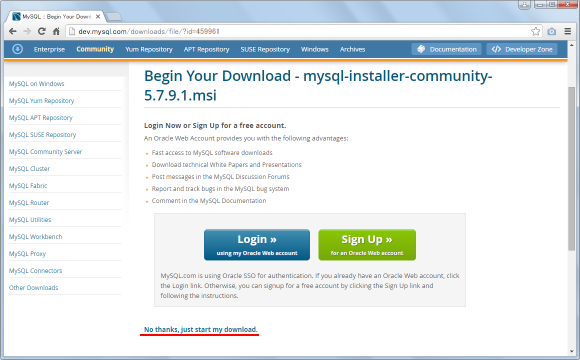 MySQL :: Begin Your Down
dev.mysql.com/downloads/file/?id=459961
Enterprise Community Yum Repository APT Repository SUSE Repository Windows Archives Documentation Developer Zone
MySQL on Windows
MySQL Yum Repository
MySQL APT Repository
MySQL SUSE Repository
MySQL Community Server
MySQL Cluster
MySQL Fabric
MySQL Router
MySQL Utilities
MySQL Workbench
MySQL Proxy
MySQL Connectors
Other Downloads
Begin Your Download - mysql-installer-community-
5.7.9.1.msi
Login Now or Sign Up for a free account.
An Oracle Web Account provides you with the following advantages:
Fast access to MySQL software downloads
Download technical White Papers and Presentations
Post messages in the MySQL Discussion Forums
Report and track bugs in the MySQL bug system
Comment in the MySQL Documentation
Login »
using my Oracle Web account
Sign Up »
for an Oracle Web account
MySQL.com is using Oracle SSO for authentication. If you already have an Oracle Web account, click
the Login link. Otherwise, you can signup for a free account by clicking the Sign Up link and
following the instructions.
No thanks, just start my download.